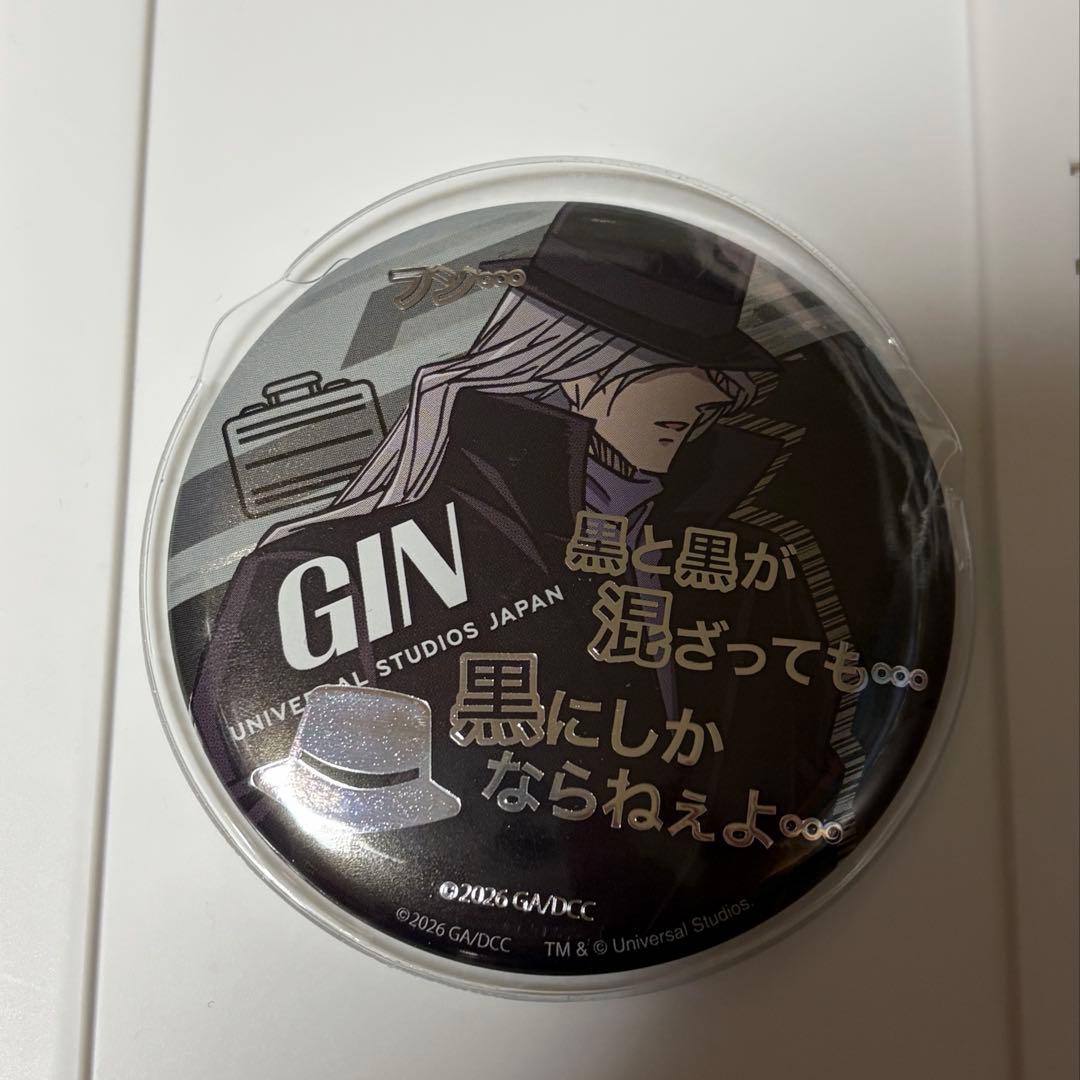 フン…
GIN
UNIVERSAL STUDIOS JAPAN
黒と黒が
混ざっても…
黒にしか
ならねぇよ…
©2026 GA/DCC
©2026 GA/DCC
TM & © Universal Studios.